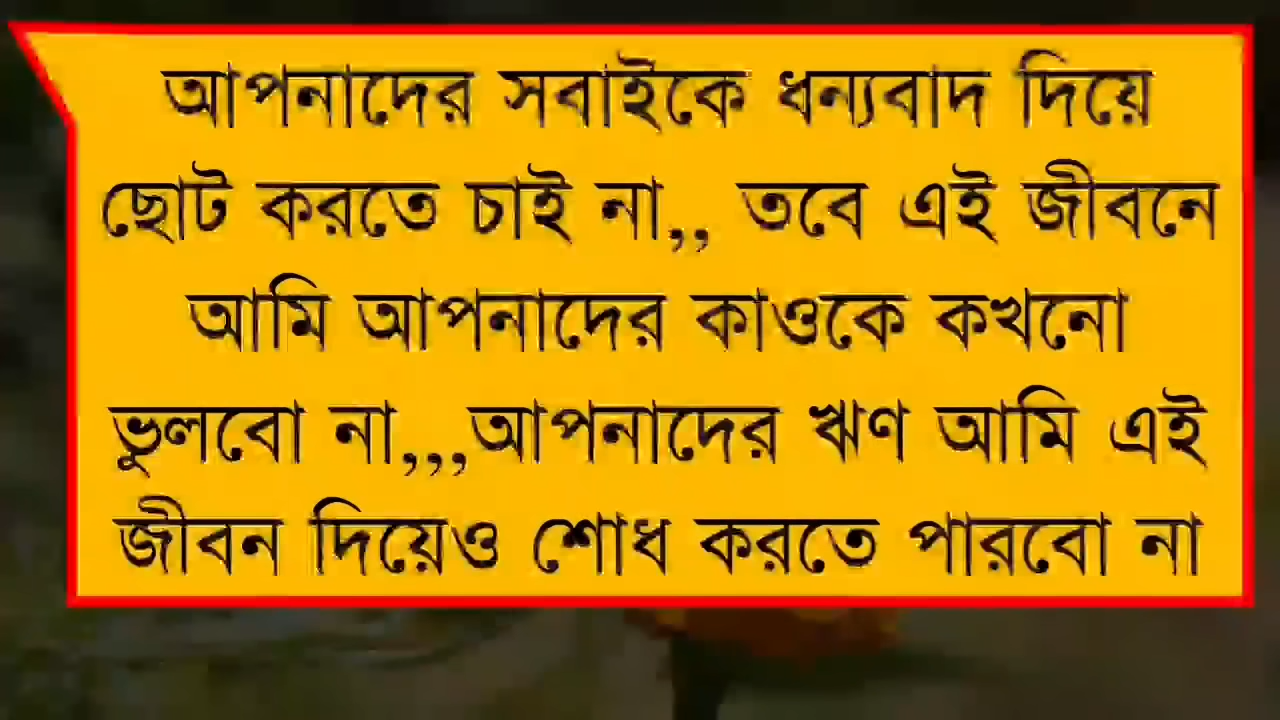 আপনাদের সবাইকে ধন্যবাদ দিয়ে
ছোট করতে চাই না,, তবে এই জীবনে
আমি আপনাদের কাওকে কখনো
ভুলবো না,,,আপনাদের ঋণ আমি এই
জীবন দিয়েও শোধ করতে পারবো না